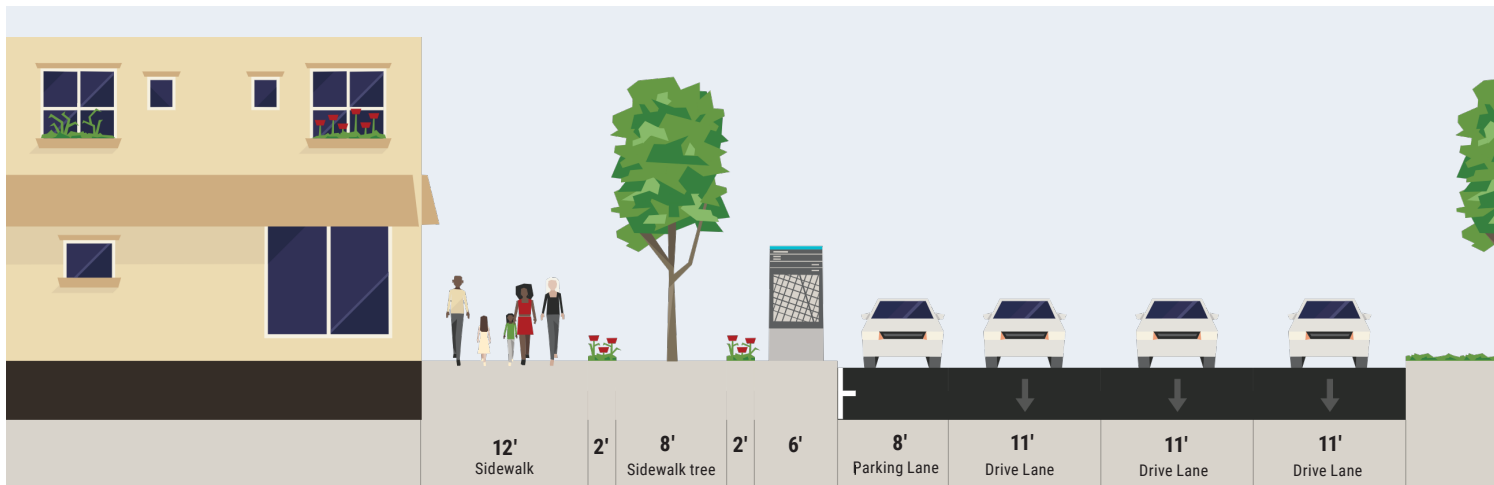 12'
Sidewalk
2'
8'
Sidewalk tree
2'
6'
8'
Parking Lane
11'
Drive Lane
11'
Drive Lane
11'
Drive Lane